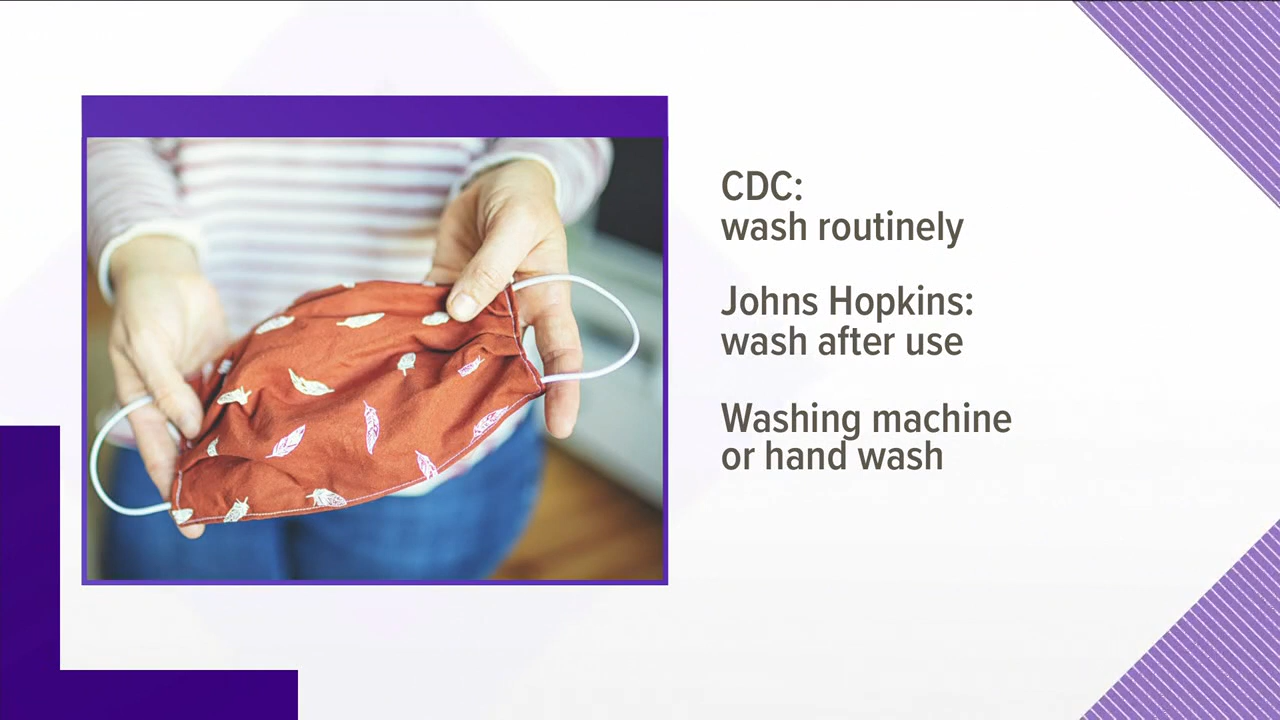 CDC:
wash routinely
Johns Hopkins:
wash after use
Washing machine
or hand wash